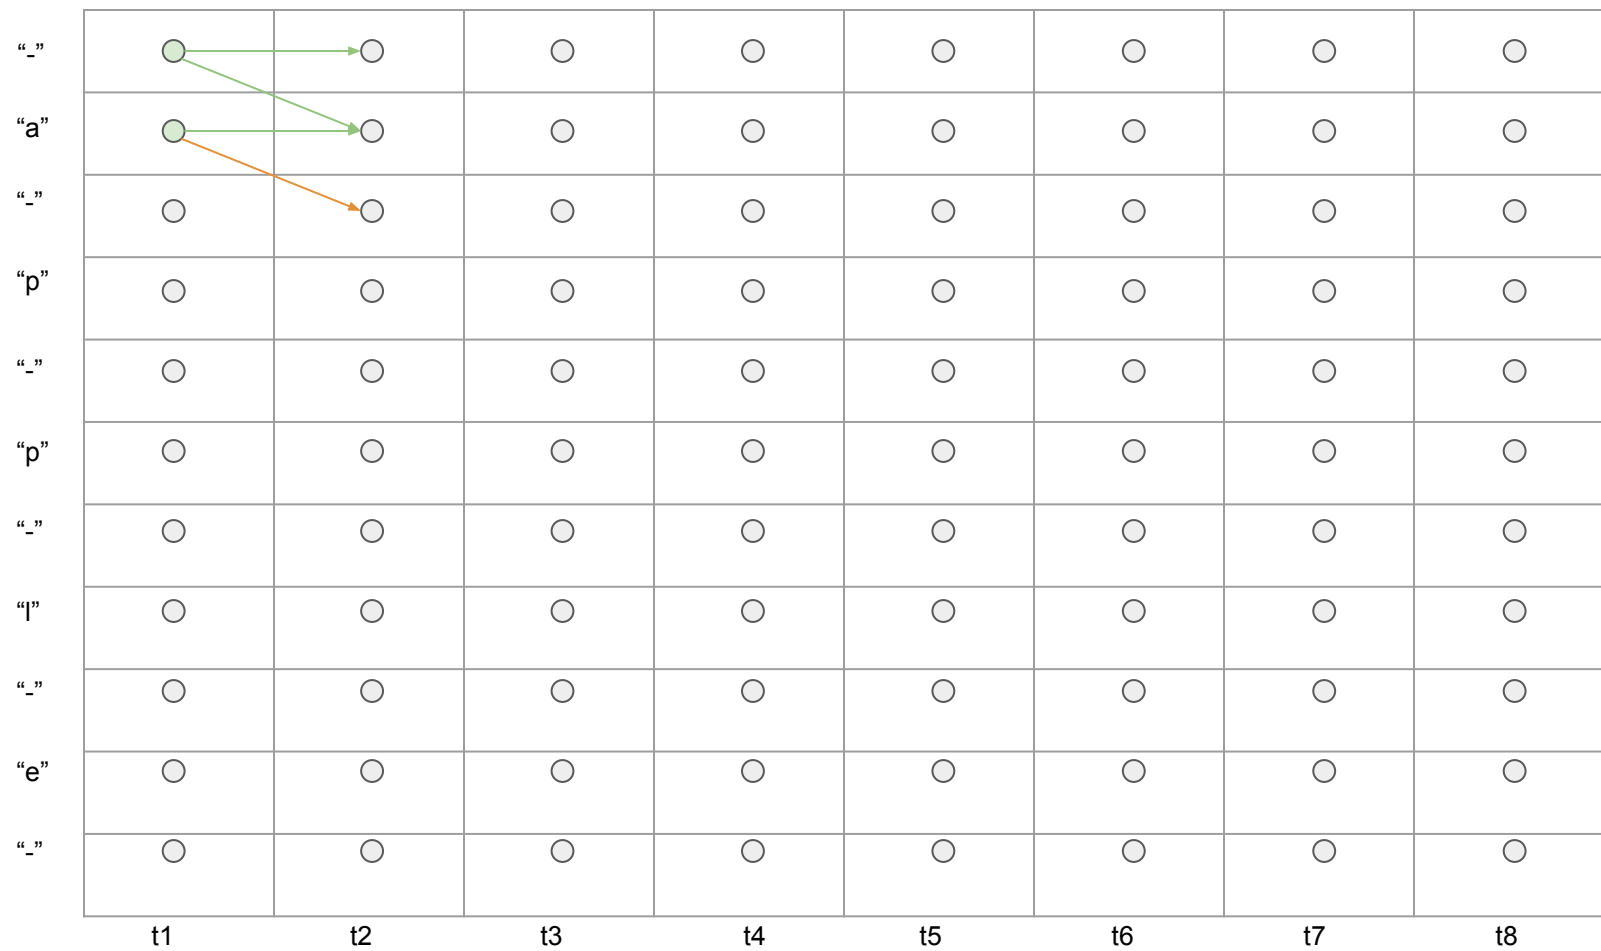 “-”
“a”
“-”
“p”
“-”
“p”
“-”
“l”
“-”
“e”
“-”
t1 t2 t3 t4 t5 t6 t7 t8